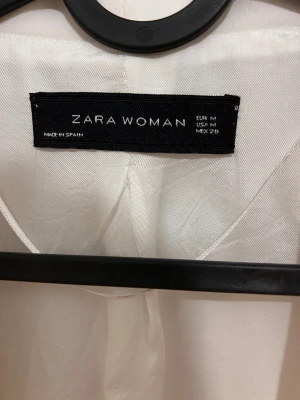 ZARA WOMAN
MADE IN SPAIN
EUR M
USA M
MEX 28